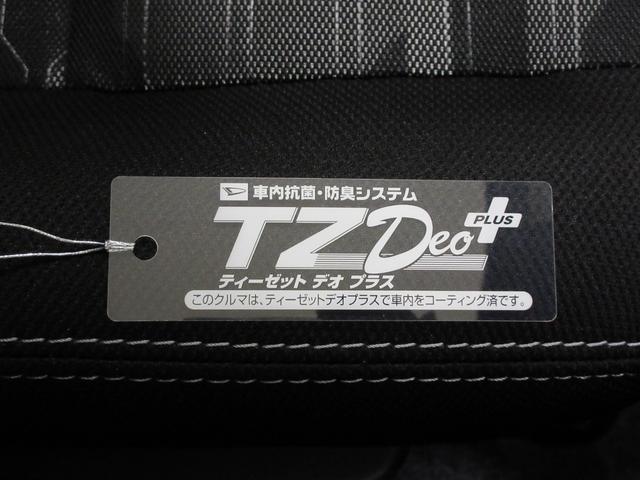 車内抗菌・防臭システム
TZ Deo PLUS
ティーゼット デオ プラス
このクルマは、ティーゼットデオプラスで車内をコーティング済です。